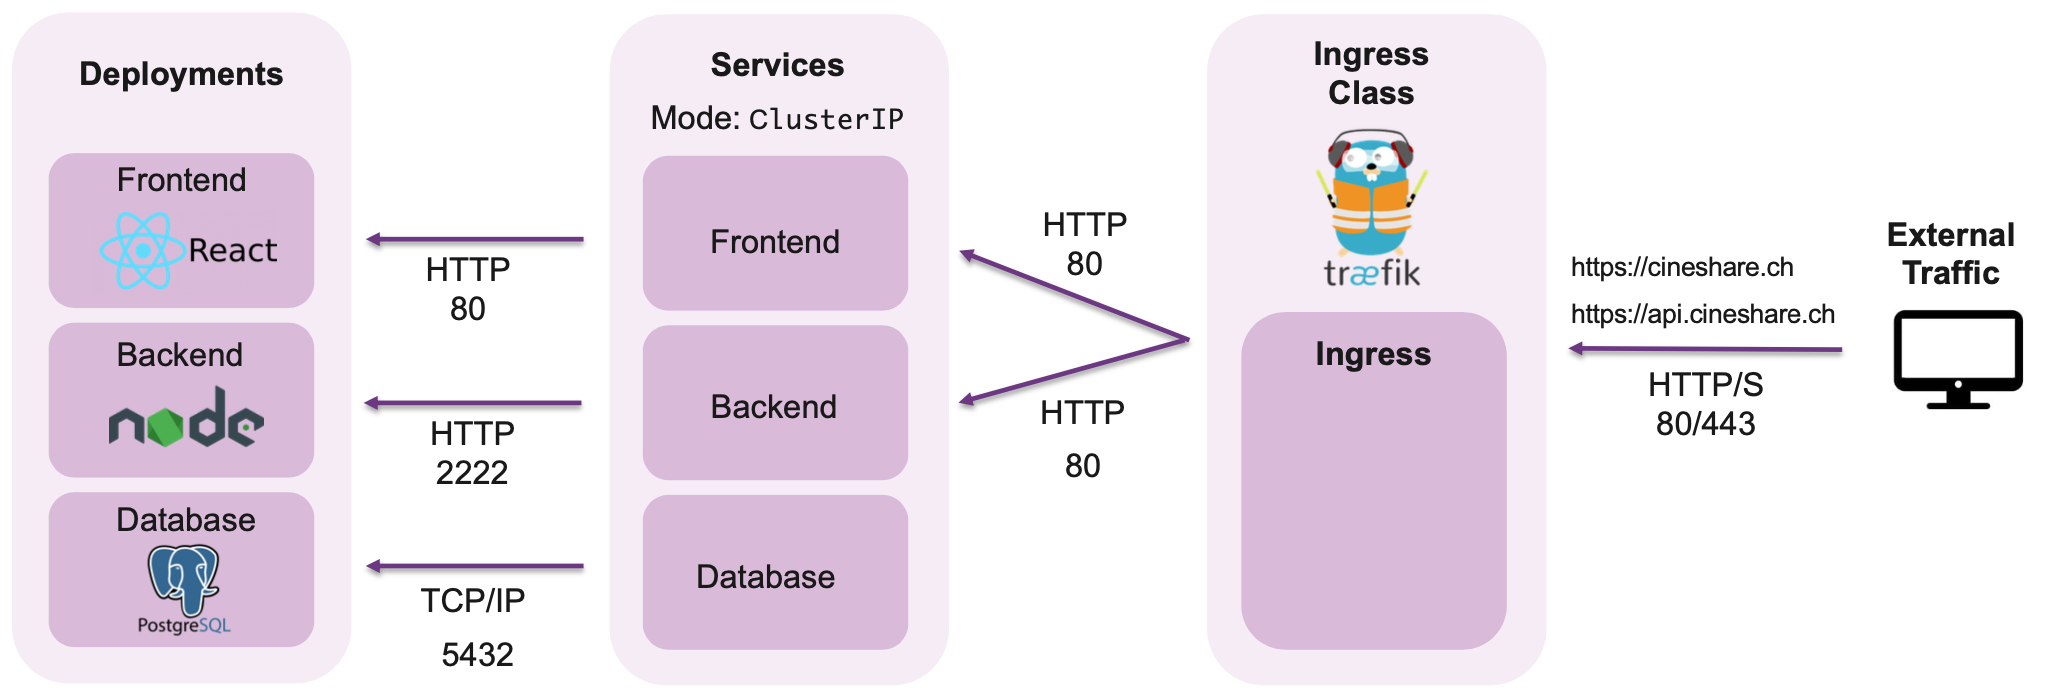 Deployments
Frontend
React
Backend
node
Database
PostgreSQL
HTTP
80
HTTP
2222
TCP/IP
5432
Services
Mode: ClusterIP
Frontend
Backend
Database
HTTP
80
HTTP
80
Ingress
Class
træfik
Ingress
https://cineshare.ch
https://api.cineshare.ch
HTTP/S
80/443
External
Traffic